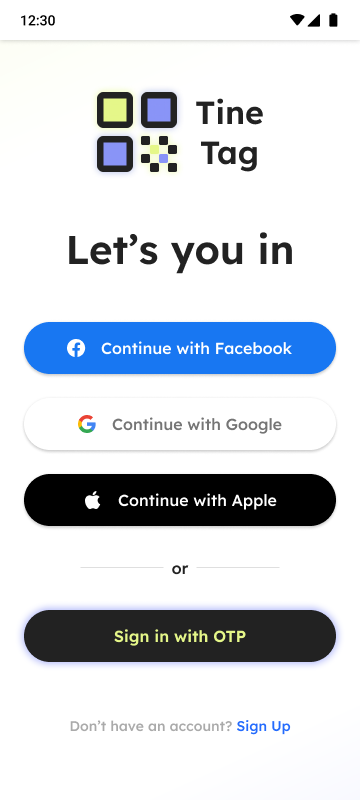 12:30
Tine
Tag
Let's you in
Continue with Facebook
Continue with Google
Continue with Apple
or
Sign in with OTP
Don't have an account? Sign Up